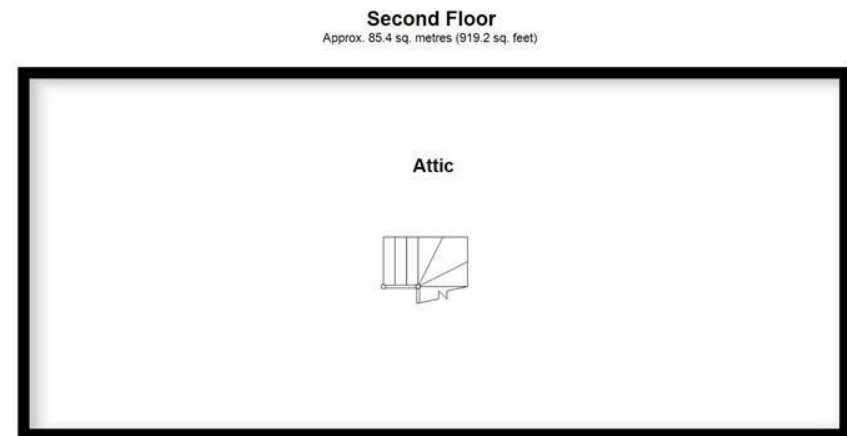 Second Floor
Approx. 85.4 sq. metres (919.2 sq. feet)
Attic